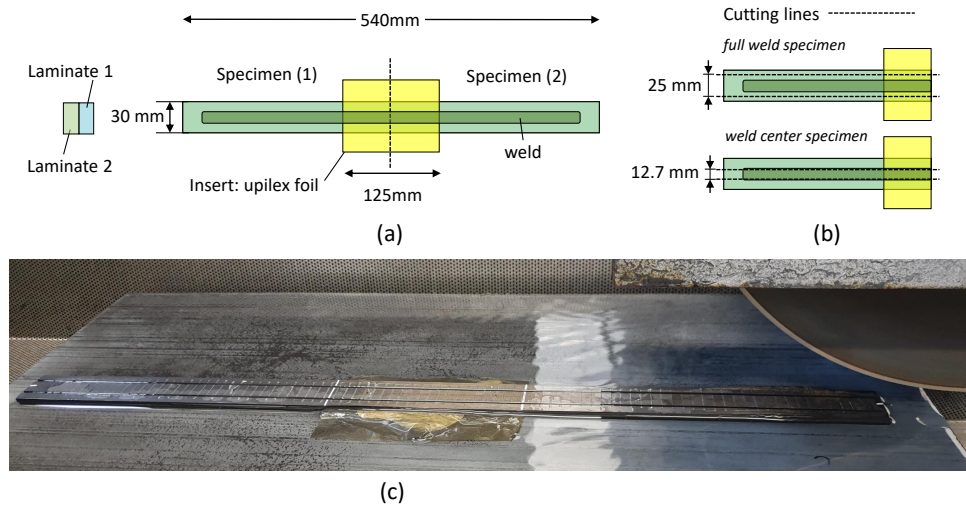 540mm
Cutting lines
full weld specimen
Laminate 1
Specimen (1)
Specimen (2)
25 mm
30 mm
weld center specimen
Laminate 2
weld
Insert: upilex foil
12.7 mm
125mm
(a)
(b)
(c)